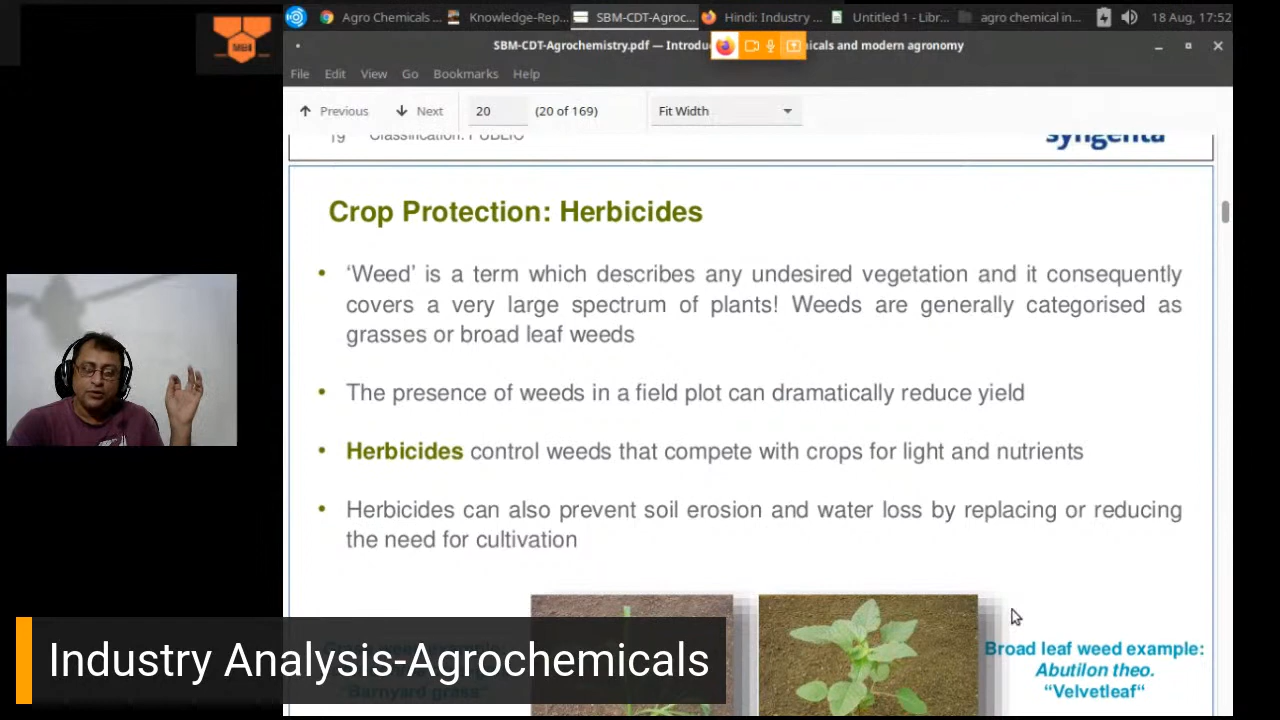 Agro Chemicals ...
Knowledge-Rep...
SBM-CDT-Agroc...
Hindi: Industry ...
Untitled 1 - Libr...
agro chemical in...
18 Aug, 17:52
SBM-CDT-Agrochemistry.pdf — Introdu
icals and modern agronomy
File Edit View Go Bookmarks Help
Previous Next 20 (20 of 169) Fit Width
19 Classification: PUBLIC
syngenta
Crop Protection: Herbicides
• ‘Weed’ is a term which describes any undesired vegetation and it consequently
covers a very large spectrum of plants! Weeds are generally categorised as
grasses or broad leaf weeds
• The presence of weeds in a field plot can dramatically reduce yield
• Herbicides control weeds that compete with crops for light and nutrients
• Herbicides can also prevent soil erosion and water loss by replacing or reducing
the need for cultivation
Broad leaf weed example:
Abutilon theo.
“Velvetleaf“
"Barnyard grass"
Industry Analysis-Agrochemicals